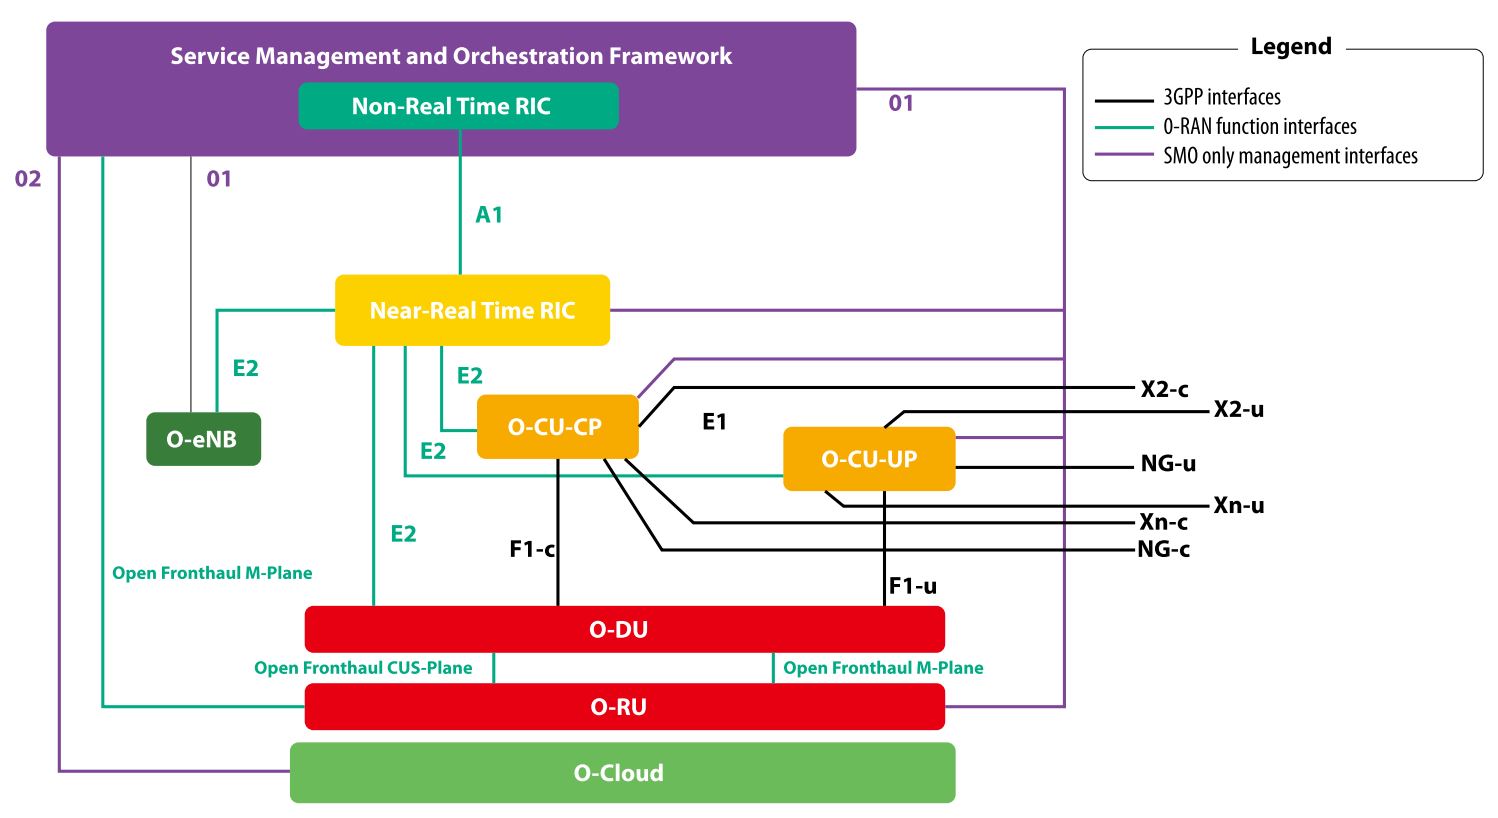 Service Management and Orchestration Framework
Non-Real Time RIC
Legend
3GPP interfaces
0-RAN function interfaces
SMO only management interfaces
01
02
01
A1
Near-Real Time RIC
E2
E2
X2-c
X2-u
E1
O-CU-CP
O-eNB
E2
O-CU-UP
NG-u
Xn-u
Xn-c
E2
F1-c
NG-c
Open Fronthaul M-Plane
F1-u
O-DU
Open Fronthaul CUS-Plane
Open Fronthaul M-Plane
O-RU
O-Cloud